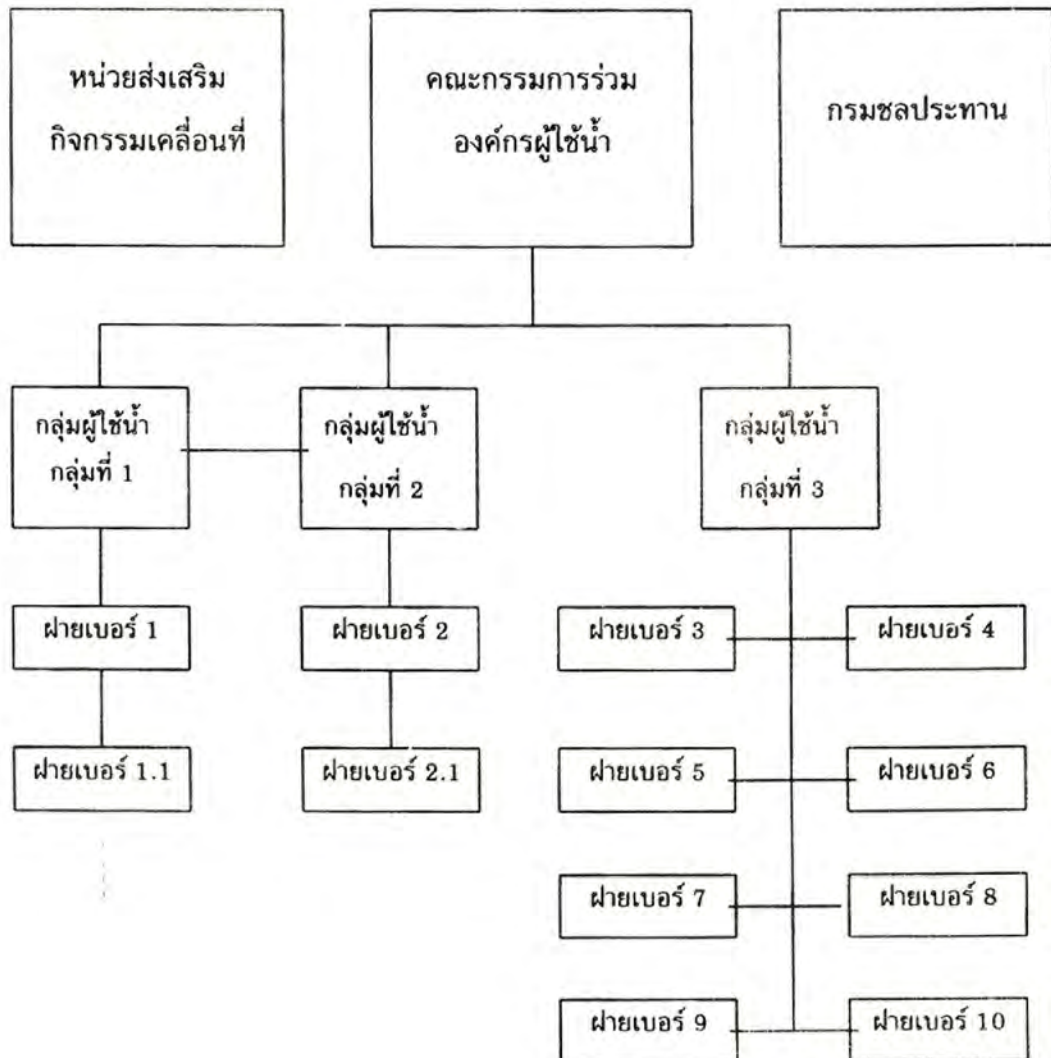 หน่วยส่งเสริม
กิจกรรมเคลื่อนที่
คณะกรรมการร่วม
องค์กรผู้ใช้น้ำ
กรมชลประทาน
กลุ่มผู้ใช้น้ำ
กลุ่มที่ 1
กลุ่มผู้ใช้น้ำ
กลุ่มที่ 2
กลุ่มผู้ใช้น้ำ
กลุ่มที่ 3
ฝายเบอร์ 1
ฝายเบอร์ 2
ฝายเบอร์ 3
ฝายเบอร์ 4
ฝายเบอร์ 1.1
ฝายเบอร์ 2.1
ฝายเบอร์ 5
ฝายเบอร์ 6
ฝายเบอร์ 7
ฝายเบอร์ 8
ฝายเบอร์ 9
ฝายเบอร์ 10